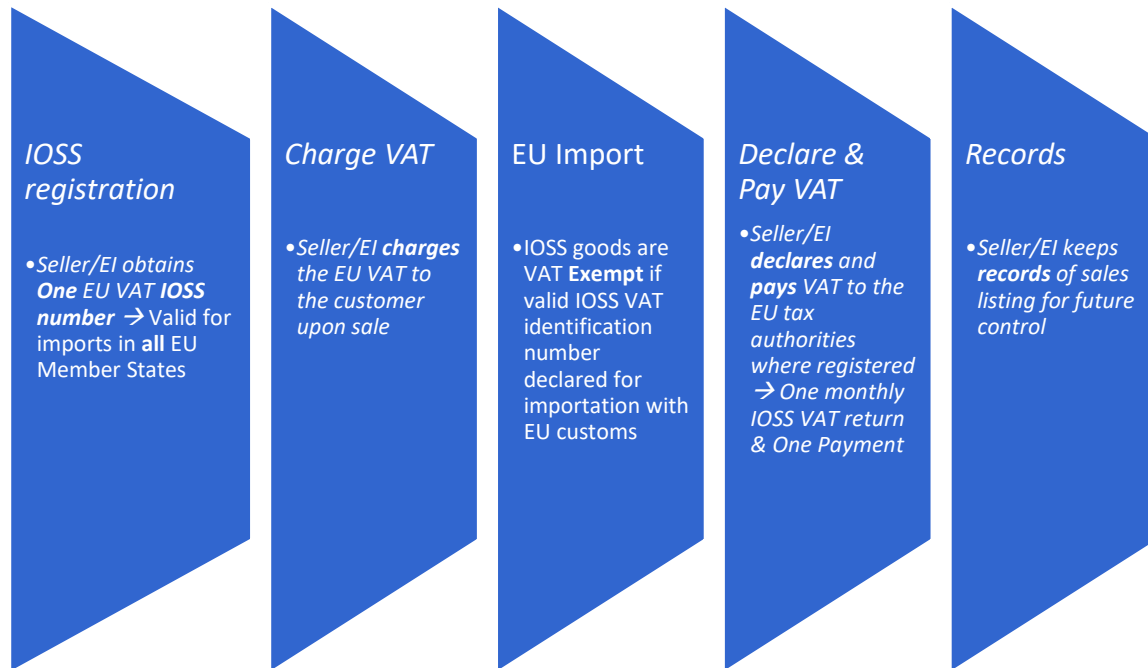 IOSS
registration
•Seller/EI obtains
One EU VAT IOSS
number → Valid for
imports in all EU
Member States
Charge VAT
•Seller/EI charges
the EU VAT to
the customer
upon sale
EU Import
•IOSS goods are
VAT Exempt if
valid IOSS VAT
identification
number
declared for
importation with
EU customs
Declare &
Pay VAT
•Seller/EI
declares and
pays VAT to the
EU tax
authorities
where registered
→ One monthly
IOSS VAT return
& One Payment
Records
•Seller/EI keeps
records of sales
listing for future
control